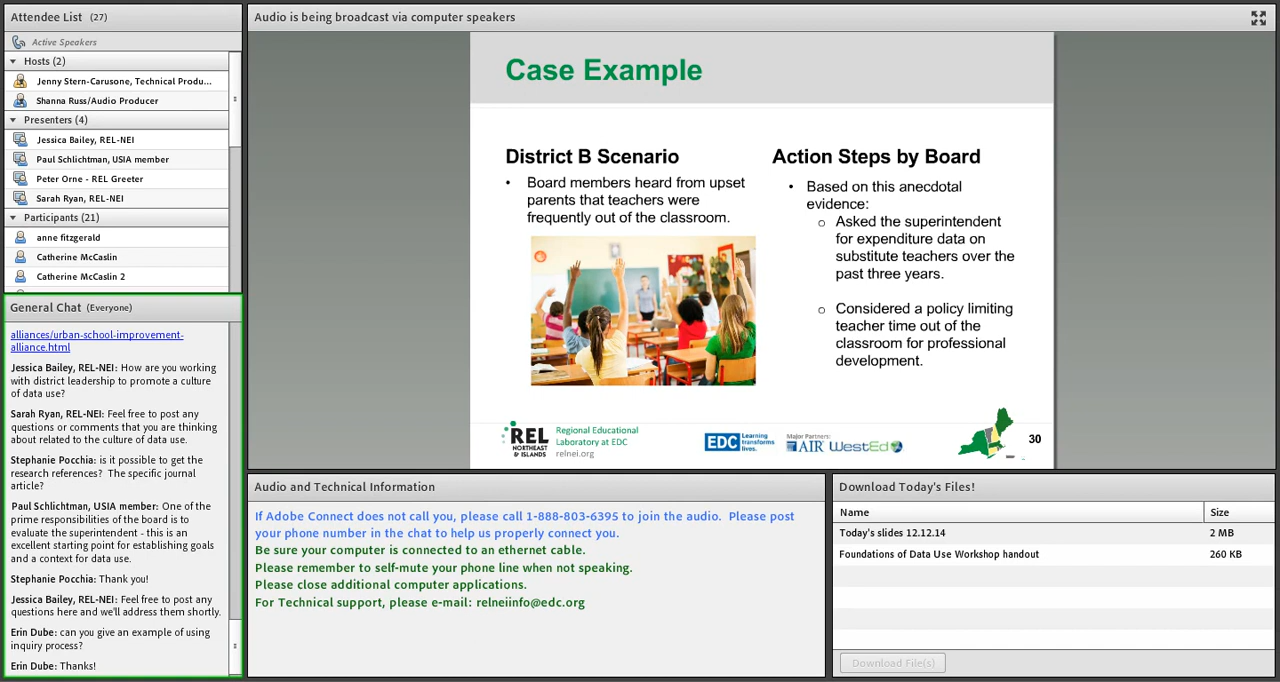 Attendee List (27)
Active Speakers
Hosts (2)
Jenny Stern-Carusone, Technical Produ...
Shanna Russ/Audio Producer
Presenters (4)
Jessica Bailey, REL-NEI
Paul Schlichtman, USIA member
Peter Orne - REL Greeter
Sarah Ryan, REL-NEI
Participants (21)
anne fitzgerald
Catherine McCaslin
Catherine McCaslin 2
General Chat (Everyone)
alliances/urban-school-improvement-
alliance.html
Jessica Bailey, REL-NEI: How are you working
with district leadership to promote a culture
of data use?
Sarah Ryan, REL-NEI: Feel free to post any
questions or comments that you are thinking
about related to the culture of data use.
Stephanie Pocchia: is it possible to get the
research references? The specific journal
article?
Paul Schlichtman, USIA member: One of the
prime responsibilities of the board is to
evaluate the superintendent - this is an
excellent starting point for establishing goals
and a context for data use.
Stephanie Pocchia: Thank you!
Jessica Bailey, REL-NEI: Feel free to post any
questions here and we'll address them shortly.
Erin Dube: can you give an example of using
inquiry process?
Erin Dube: Thanks!
Audio is being broadcast via computer speakers
Case Example
District B Scenario
• Board members heard from upset
parents that teachers were
frequently out of the classroom.
Action Steps by Board
• Based on this anecdotal
evidence:
o Asked the superintendent
for expenditure data on
substitute teachers over the
past three years.
o Considered a policy limiting
teacher time out of the
classroom for professional
development.
REL
NORTHEAST
& ISLANDS
Regional Educational
Laboratory at EDC
relnei.org
EDC Learning
transforms
lives.
Major Partners:
AIR WestEd
30
Audio and Technical Information
If Adobe Connect does not call you, please call 1-888-803-6395 to join the audio. Please post
your phone number in the chat to help us properly connect you.
Be sure your computer is connected to an ethernet cable.
Please remember to self-mute your phone line when not speaking.
Please close additional computer applications.
For Technical support, please e-mail: relneiinfo@edc.org
Download Today's Files!
Name Size
Today's slides 12.12.14 2 MB
Foundations of Data Use Workshop handout 260 KB
Download File(s)